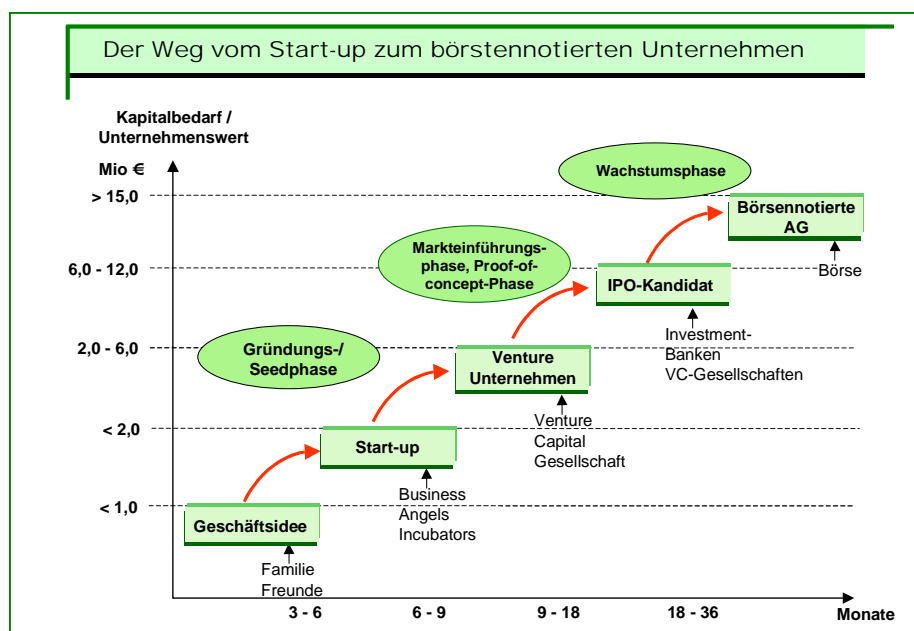 Der Weg vom Start-up zum börstennotierten Unternehmen
Kapitalbedarf /
Unternehmenswert
Mio €
> 15,0
6,0 - 12,0
2,0 - 6,0
< 2,0
< 1,0
Wachstumsphase
Börsennotierte
AG
Börse
Markteinführungs-
phase, Proof-of-
concept-Phase
IPO-Kandidat
Investment-
Banken
VC-Gesellschaften
Gründungs-/
Seedphase
Venture
Unternehmen
Venture
Capital
Gesellschaft
Start-up
Business
Angels
Incubators
Geschäftsidee
Familie
Freunde
3 - 6
6 - 9
9 - 18
18 - 36
Monate